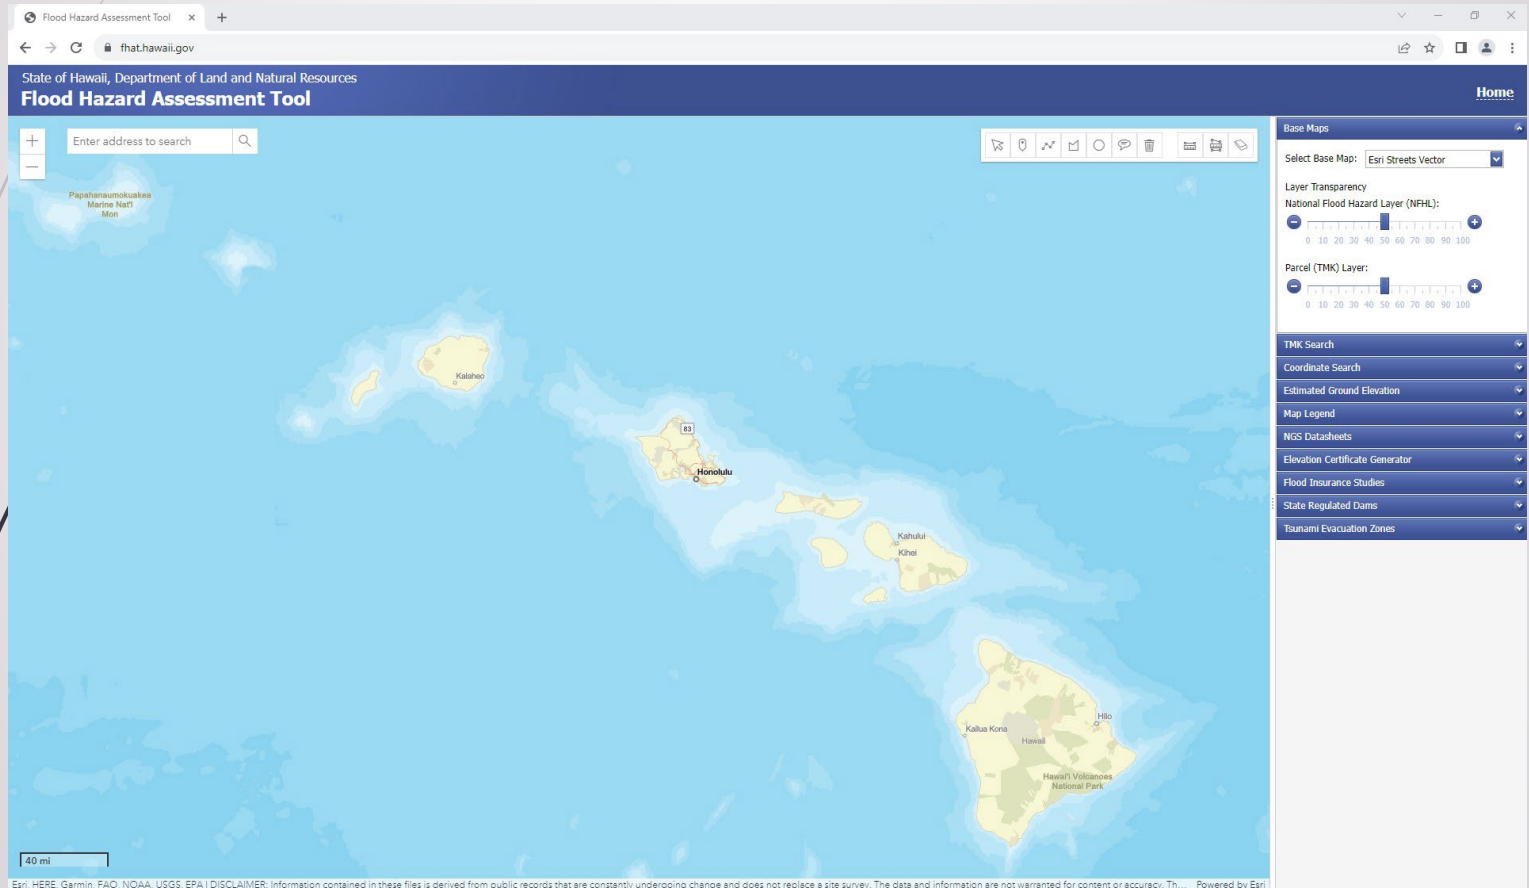 Flood Hazard Assessment Tool
fhat.hawaii.gov
State of Hawaii, Department of Land and Natural Resources
Flood Hazard Assessment Tool
Home
Enter address to search
Papahanaumokuakea
Marine Nat'l
Mon
Kalaheo
83
Honolulu
Kahului
Kihei
Hilo
Kailua Kona
Hawaii
Hawai'i Volcanoes
National Park
40 mi
Esri, HERE, Garmin, FAO, NOAA, USGS, EPA | DISCLAIMER: Information contained in these files is derived from public records that are constantly undergoing change and does not replace a site survey. The data and information are not warranted for content or accuracy. Th... Powered by Esri
Base Maps
Select Base Map: Esri Streets Vector
Layer Transparency
National Flood Hazard Layer (NFHL):
0 10 20 30 40 50 60 70 80 90 100
Parcel (TMK) Layer:
0 10 20 30 40 50 60 70 80 90 100
TMK Search
Coordinate Search
Estimated Ground Elevation
Map Legend
NGS Datasheets
Elevation Certificate Generator
Flood Insurance Studies
State Regulated Dams
Tsunami Evacuation Zones